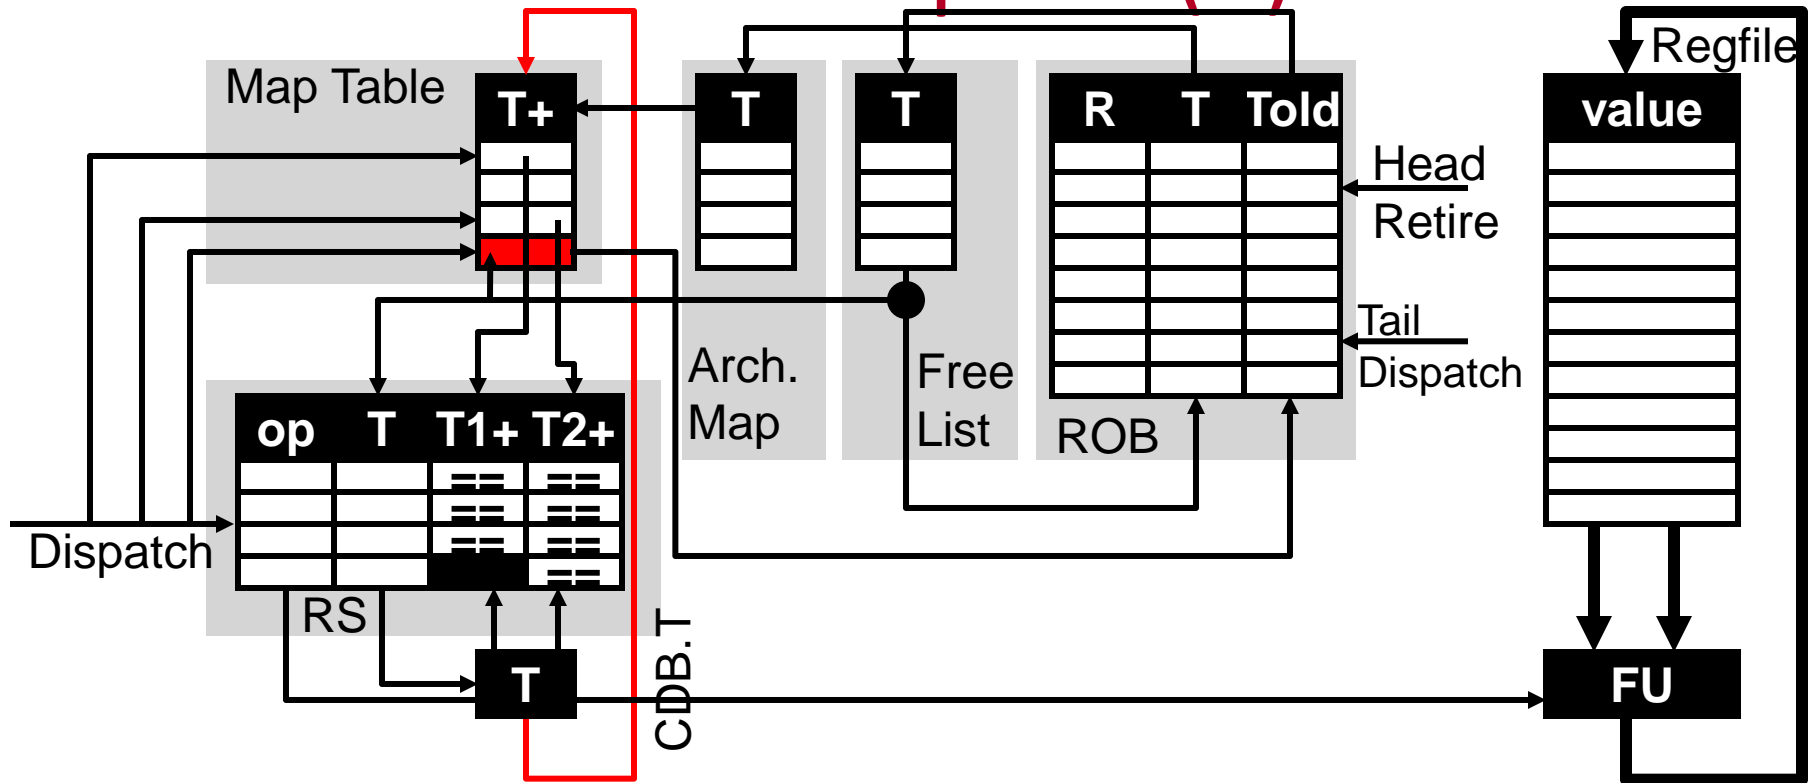 Regfile
Map Table
T+
T
T
R T Told
value
Head
Retire
Tail
Dispatch
Arch.
Map
Free
List
ROB
op T T1+ T2+
== ==
== ==
== ==
==
Dispatch
RS
CDB.T
T
FU